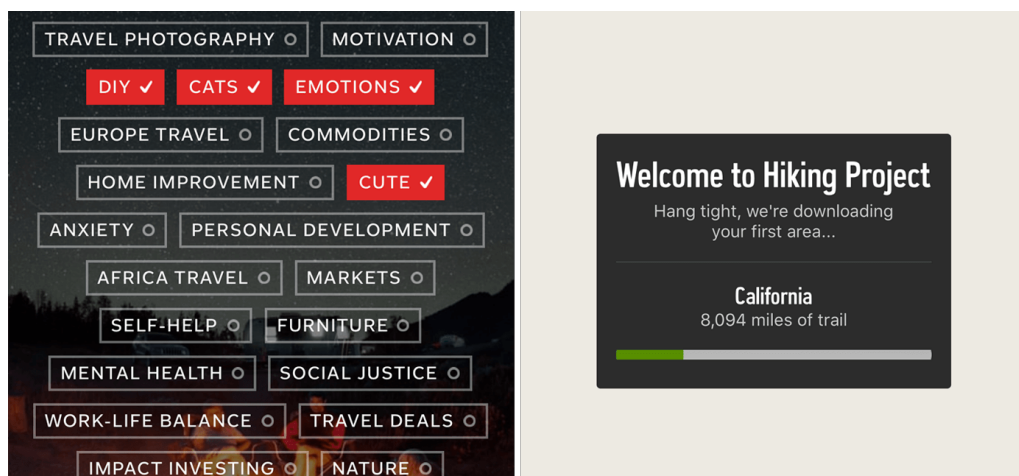 TRAVEL PHOTOGRAPHY MOTIVATION
DIY CATS EMOTIONS
EUROPE TRAVEL COMMODITIES
HOME IMPROVEMENT CUTE
ANXIETY PERSONAL DEVELOPMENT
AFRICA TRAVEL MARKETS
SELF-HELP FURNITURE
MENTAL HEALTH SOCIAL JUSTICE
WORK-LIFE BALANCE TRAVEL DEALS
IMPACT INVESTING NATURE
Welcome to Hiking Project
Hang tight, we're downloading
your first area...
California
8,094 miles of trail